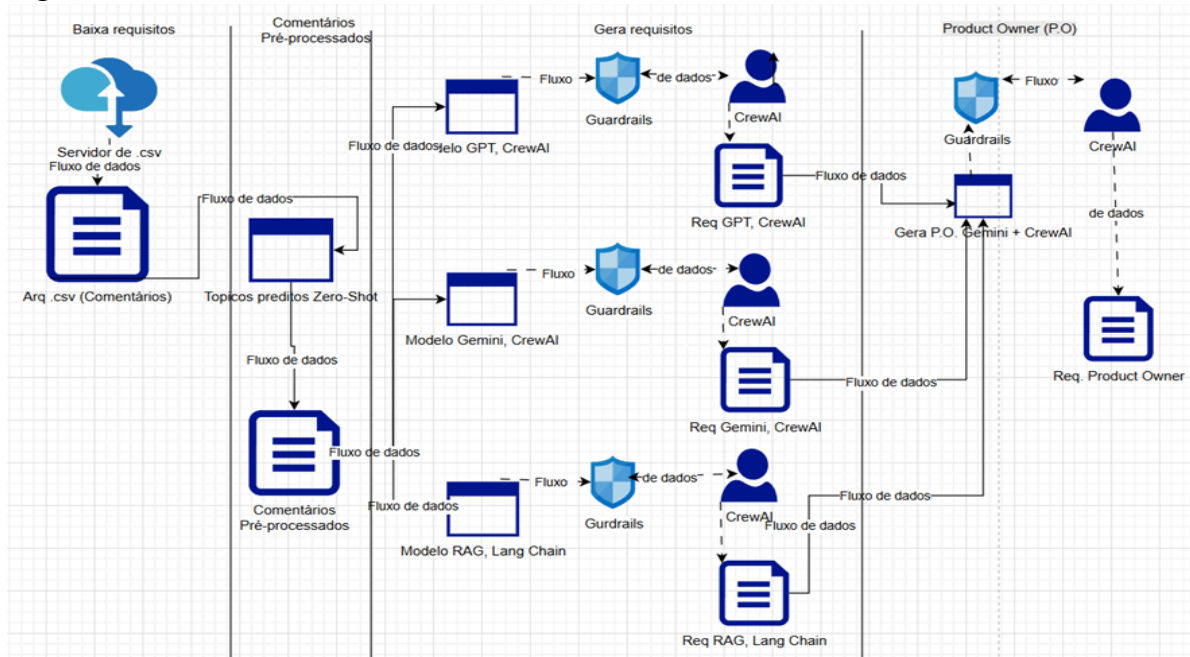 Baixa requisitos
Comentários
Pré-processados
Gera requisitos
Product Owner (P.O)
Servidor de .csv
Fluxo de dados
Arq .csv (Comentários)
Fluxo de dados
Topicos preditos Zero-Shot
Fluxo de dados
Comentários
Pré-processados
Fluxo de dados
Fluxo de dados
Fluxo de dados
elo GPT, CrewAI
Fluxo
de dados
Guardrails
CrewAI
Req GPT, CrewAI
Fluxo de dados
Modelo Gemini, CrewAI
Fluxo
de dados
Guardrails
CrewAI
Req Gemini, CrewAI
Fluxo de dados
Modelo RAG, Lang Chain
Fluxo
de dados
Gurdrails
CrewAI
Fluxo de dados
Fluxo de dados
Req RAG, Lang Chain
Guardrails
Fluxo
CrewAI
Gera P.O. Gemini + CrewAI
de dados
Req. Product Owner